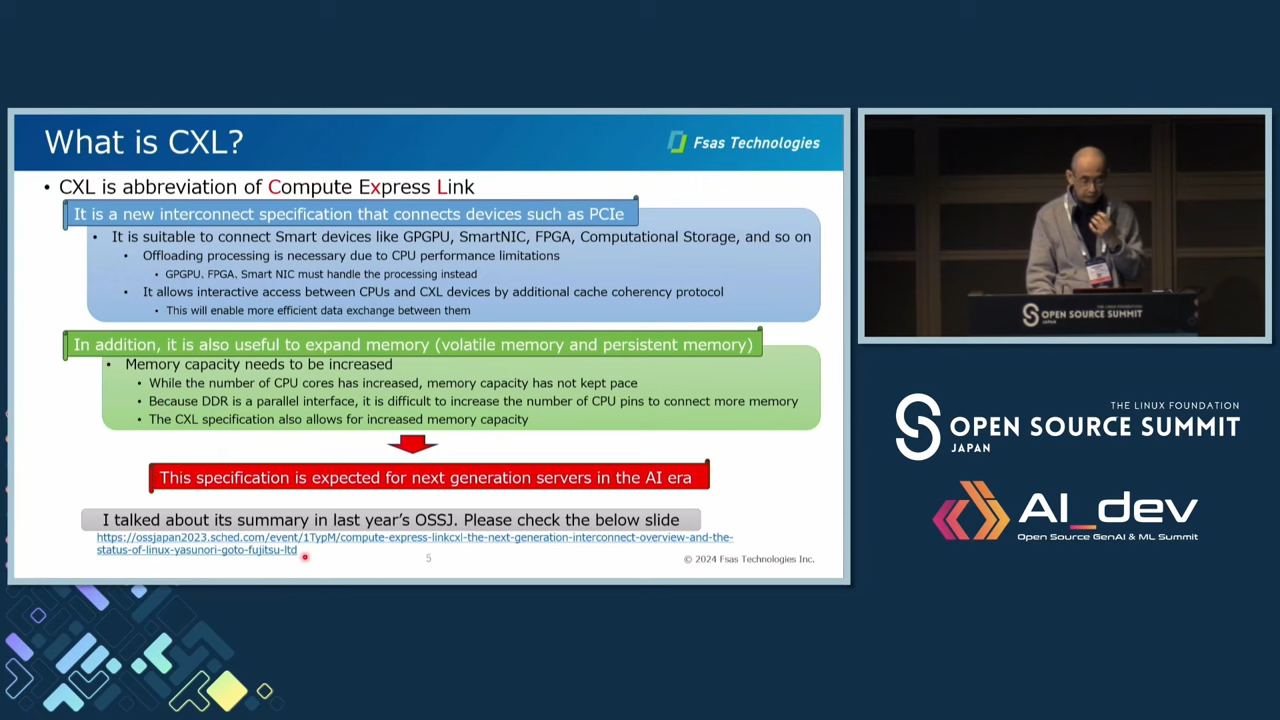 What is CXL?
Fsas Technologies
• CXL is abbreviation of Compute Express Link
It is a new interconnect specification that connects devices such as PCIe
• It is suitable to connect Smart devices like GPGPU, SmartNIC, FPGA, Computational Storage, and so on
• Offloading processing is necessary due to CPU performance limitations
• GPGPU, FPGA, Smart NIC must handle the processing instead
• It allows interactive access between CPUs and CXL devices by additional cache coherency protocol
• This will enable more efficient data exchange between them
In addition, it is also useful to expand memory (volatile memory and persistent memory)
• Memory capacity needs to be increased
• While the number of CPU cores has increased, memory capacity has not kept pace
• Because DDR is a parallel interface, it is difficult to increase the number of CPU pins to connect more memory
• The CXL specification also allows for increased memory capacity
This specification is expected for next generation servers in the AI era
I talked about its summary in last year's OSSJ. Please check the below slide
https://ossjapan2023.sched.com/event/1TypM/compute-express-linkcxl-the-next-generation-interconnect-overview-and-the-
status-of-linux-yasunori-goto-fujitsu-ltd
5
© 2024 Fsas Technologies Inc.
THE LINUX FOUNDATION
OPEN SOURCE SUMMIT
JAPAN
THE LINUX FOUNDATION
OPEN SOURCE SUMMIT
JAPAN
AI_dev
Open Source GenAI & ML Summit